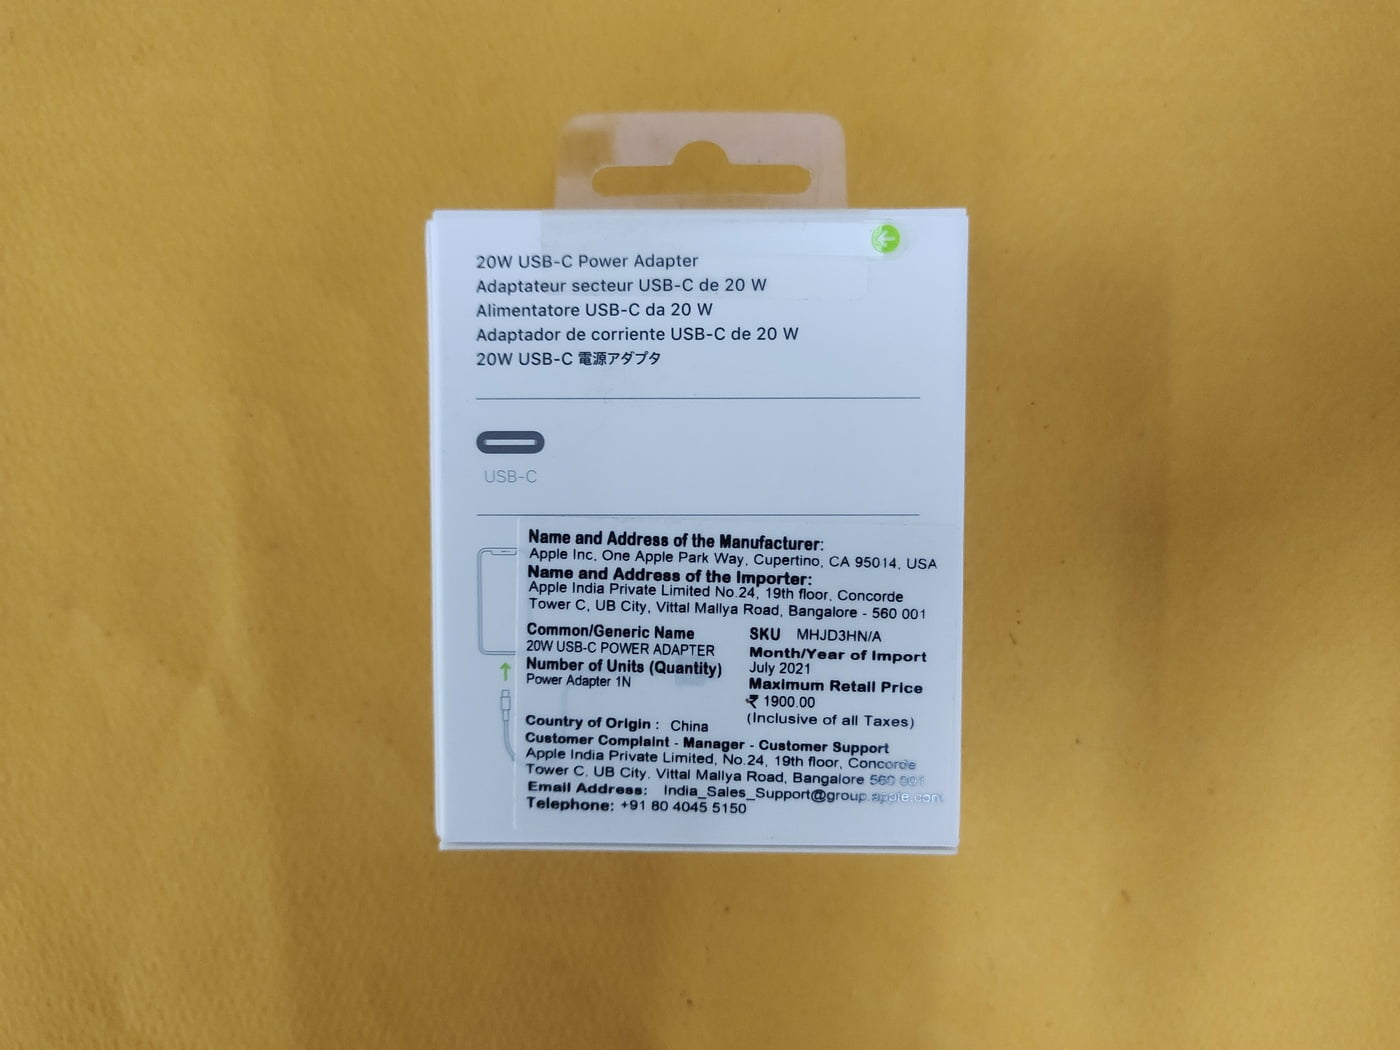 20W USB-C Power Adapter
Adaptateur secteur USB-C de 20 W
Alimentatore USB-C da 20 W
Adaptador de corriente USB-C de 20 W
20W USB-C 電源アダプタ
USB-C
Name and Address of the Manufacturer:
Apple Inc, One Apple Park Way, Cupertino, CA 95014, USA
Name and Address of the Importer:
Apple India Private Limited No.24, 19th floor, Concorde
Tower C, UB City, Vittal Mallya Road, Bangalore - 560 001
Common/Generic Name
20W USB-C POWER ADAPTER
Number of Units (Quantity)
Power Adapter 1N
SKU MHJD3HN/A
Month/Year of Import
July 2021
Maximum Retail Price
₹ 1900.00
(Inclusive of all Taxes)
Country of Origin : China
Customer Complaint - Manager - Customer Support
Apple India Private Limited, No.24, 19th floor, Concorde
Tower C, UB City. Vittal Mallya Road, Bangalore 560 001
Email Address: India_Sales_Support@group.apple.com
Telephone: +91 80 4045 5150